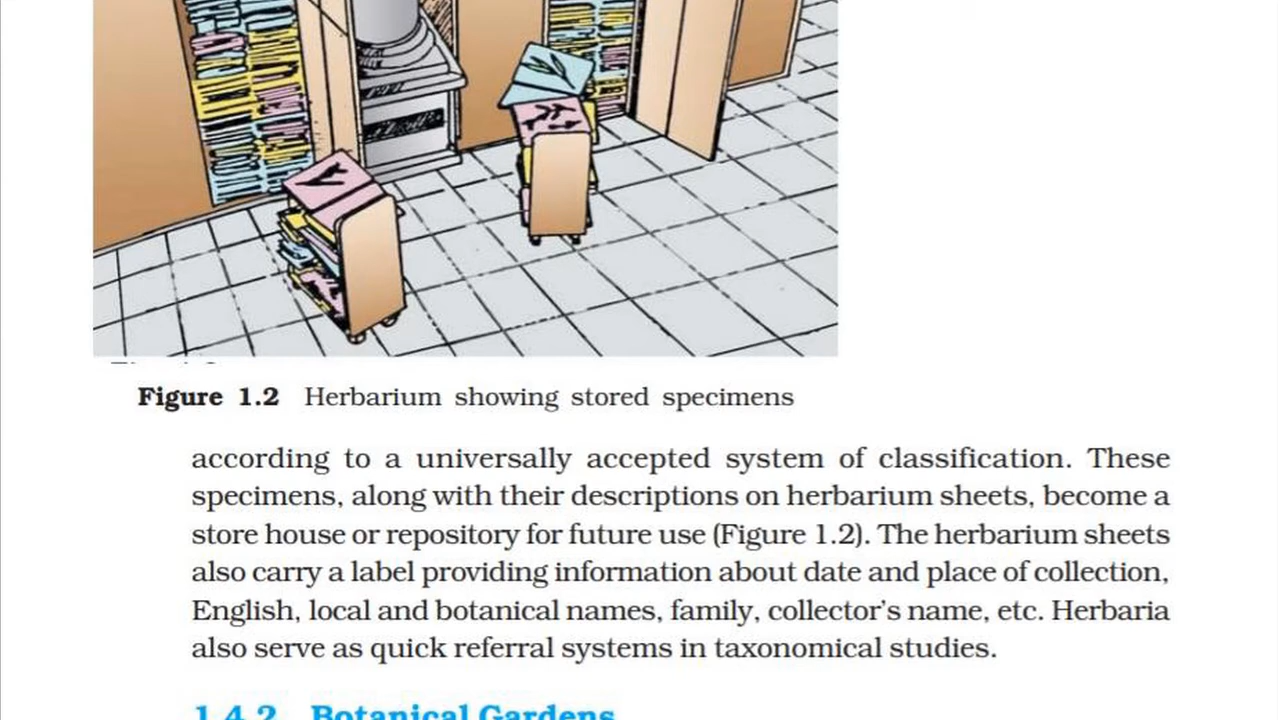 Figure 1.2 Herbarium showing stored specimens
according to a universally accepted system of classification. These
specimens, along with their descriptions on herbarium sheets, become a
store house or repository for future use (Figure 1.2). The herbarium sheets
also carry a label providing information about date and place of collection,
English, local and botanical names, family, collector's name, etc. Herbaria
also serve as quick referral systems in taxonomical studies.
1.4.2 Botanical Gardens